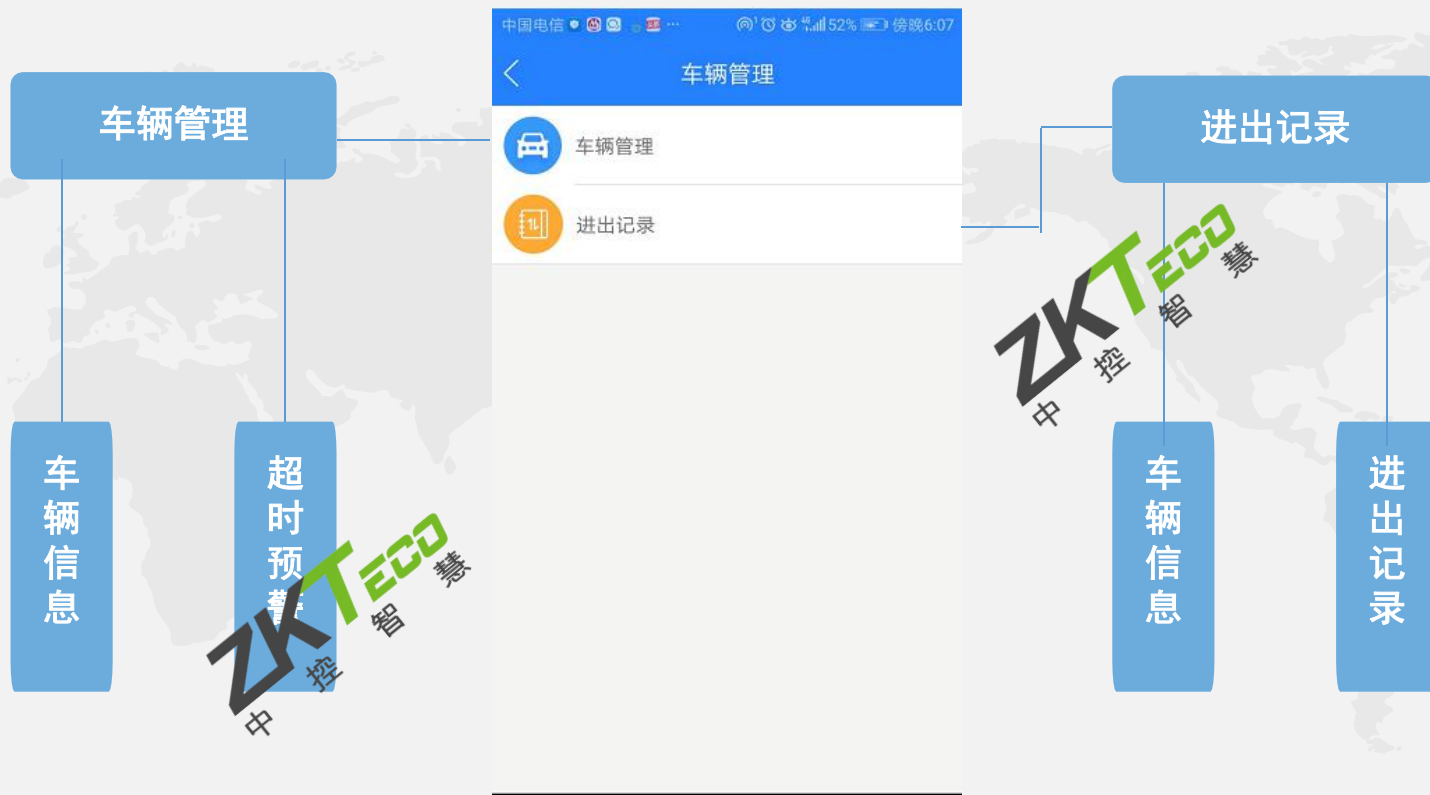 车辆管理
车辆信息
超时预警
ZKTECO
中控智慧
中国电信
52%
傍晚6:07
车辆管理
车辆管理
进出记录
进出记录
ZKTECO
中控智慧
车辆信息
进出记录